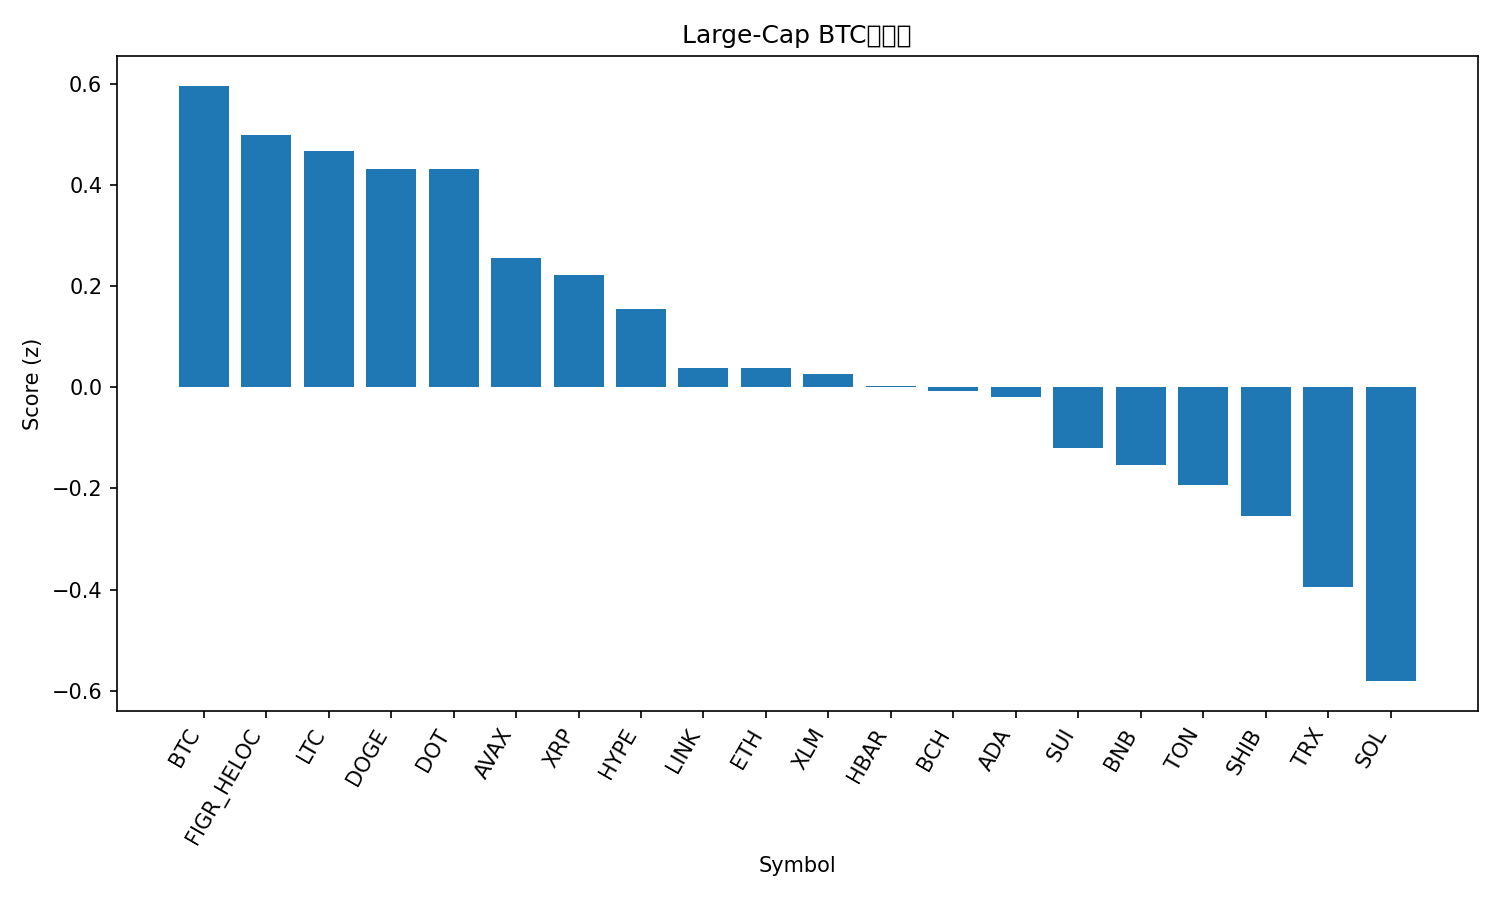 Large-Cap BTC
Score (z)
0.6
0.4
0.2
0.0
−0.2
−0.4
−0.6
BTC
FIGR_HELOC
LTC
DOGE
DOT
AVAX
XRP
HYPE
LINK
ETH
XLM
HBAR
BCH
ADA
SUI
BNB
TON
SHIB
TRX
SOL
Symbol